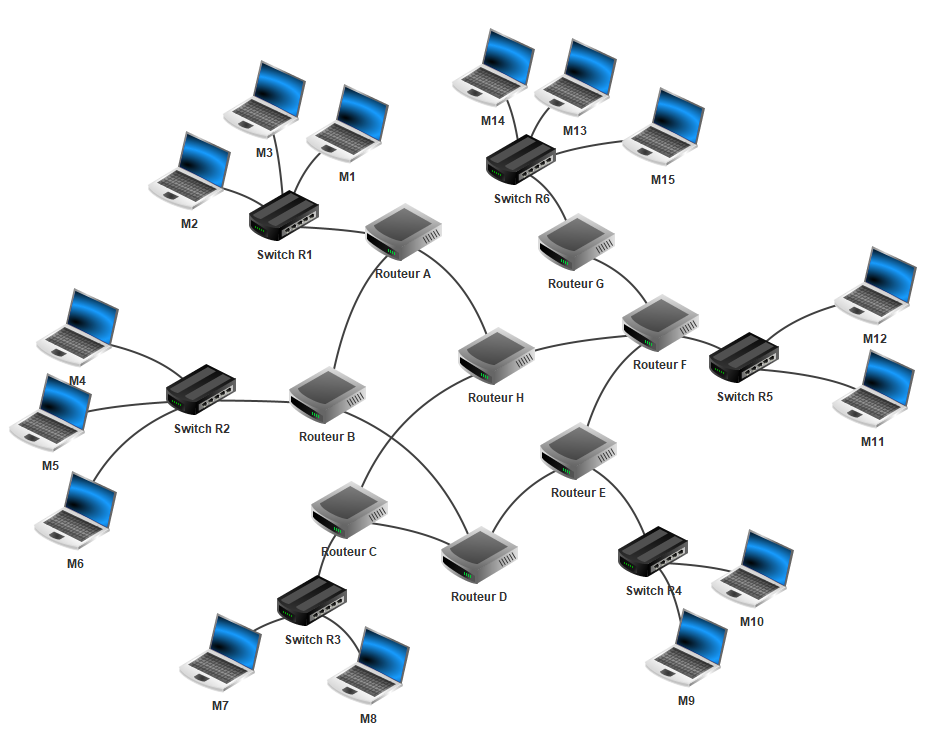 M14
M13
M3
M1
M15
M2
Switch R6
Switch R1
Routeur A
Routeur G
M12
Routeur F
M4
Routeur H
Switch R5
M11
Switch R2
Routeur B
M5
Routeur E
Routeur C
M6
Switch R4
Routeur D
M10
Switch R3
M9
M7
M8